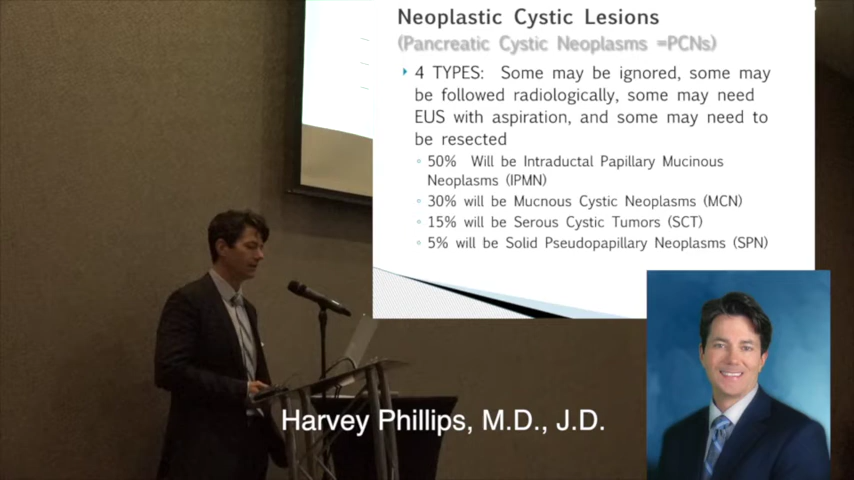 Neoplastic Cystic Lesions
(Pancreatic Cystic Neoplasms =PCNs)
4 TYPES: Some may be ignored, some may
be followed radiologically, some may need
EUS with aspiration, and some may need to
be resected
50% Will be Intraductal Papillary Mucinous
Neoplasms (IPMN)
30% will be Mucnous Cystic Neoplasms (MCN)
15% will be Serous Cystic Tumors (SCT)
5% will be Solid Pseudopapillary Neoplasms (SPN)
Harvey Phillips, M.D., J.D.